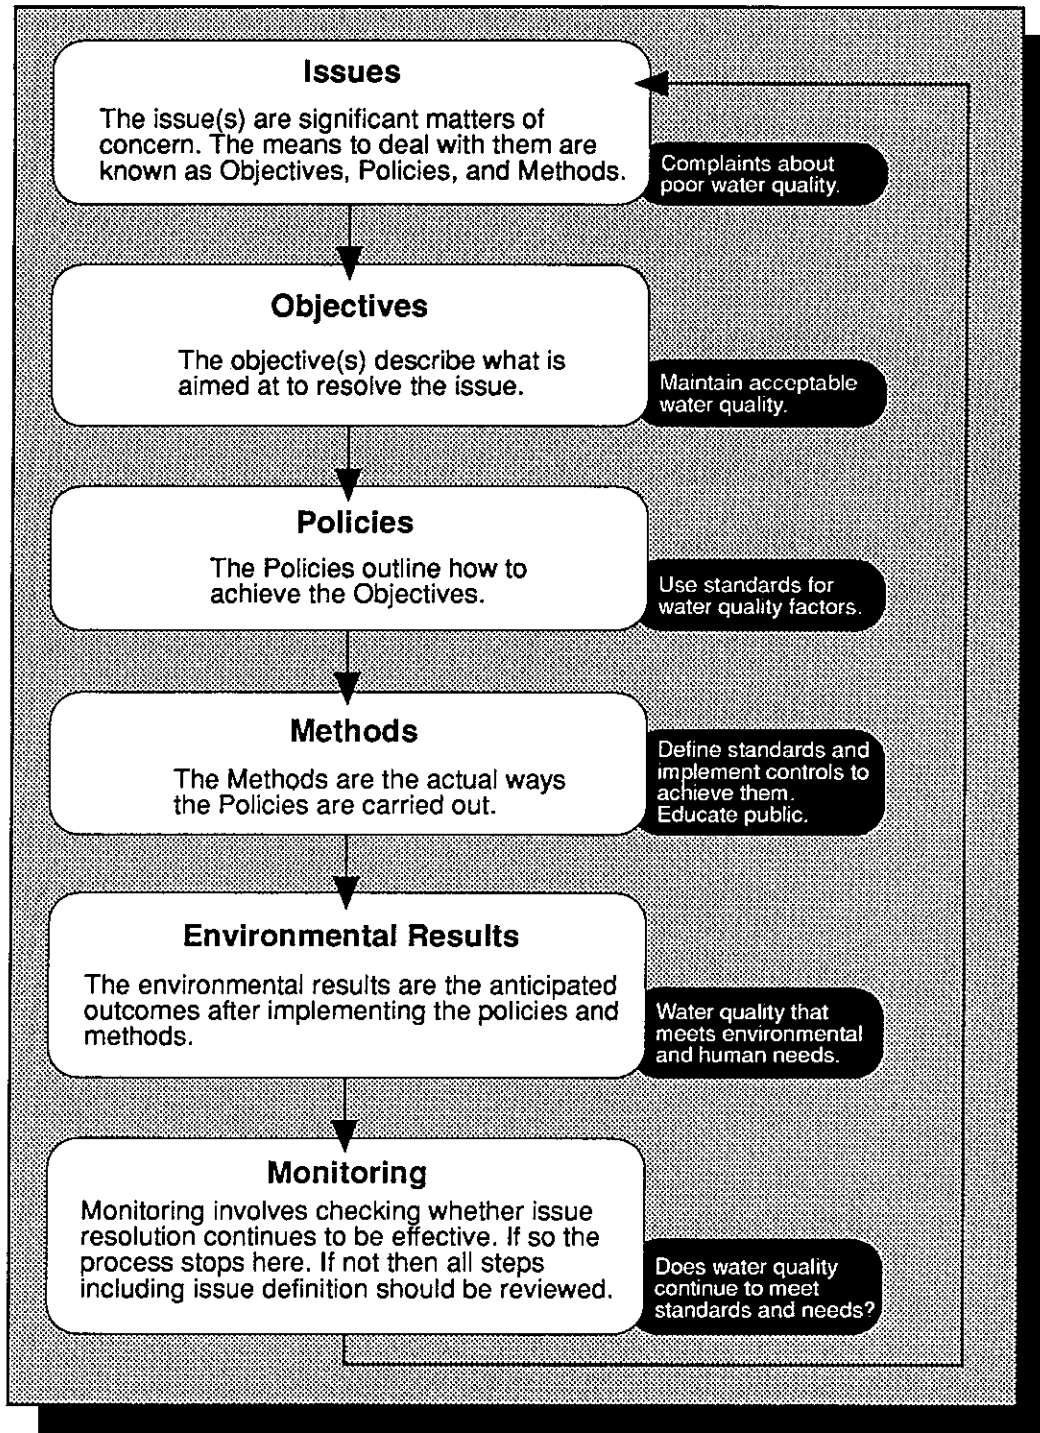 Issues
The issue(s) are significant matters of
concern. The means to deal with them are
known as Objectives, Policies, and Methods.
Complaints about
poor water quality.
Objectives
The objective(s) describe what is
aimed at to resolve the issue.
Maintain acceptable
water quality.
Policies
The Policies outline how to
achieve the Objectives.
Use standards for
water quality factors.
Methods
The Methods are the actual ways
the Policies are carried out.
Define standards and
implement controls to
achieve them.
Educate public.
Environmental Results
The environmental results are the anticipated
outcomes after implementing the policies and
methods.
Water quality that
meets environmental
and human needs.
Monitoring
Monitoring involves checking whether issue
resolution continues to be effective. If so the
process stops here. If not then all steps
including issue definition should be reviewed.
Does water quality
continue to meet
standards and needs?